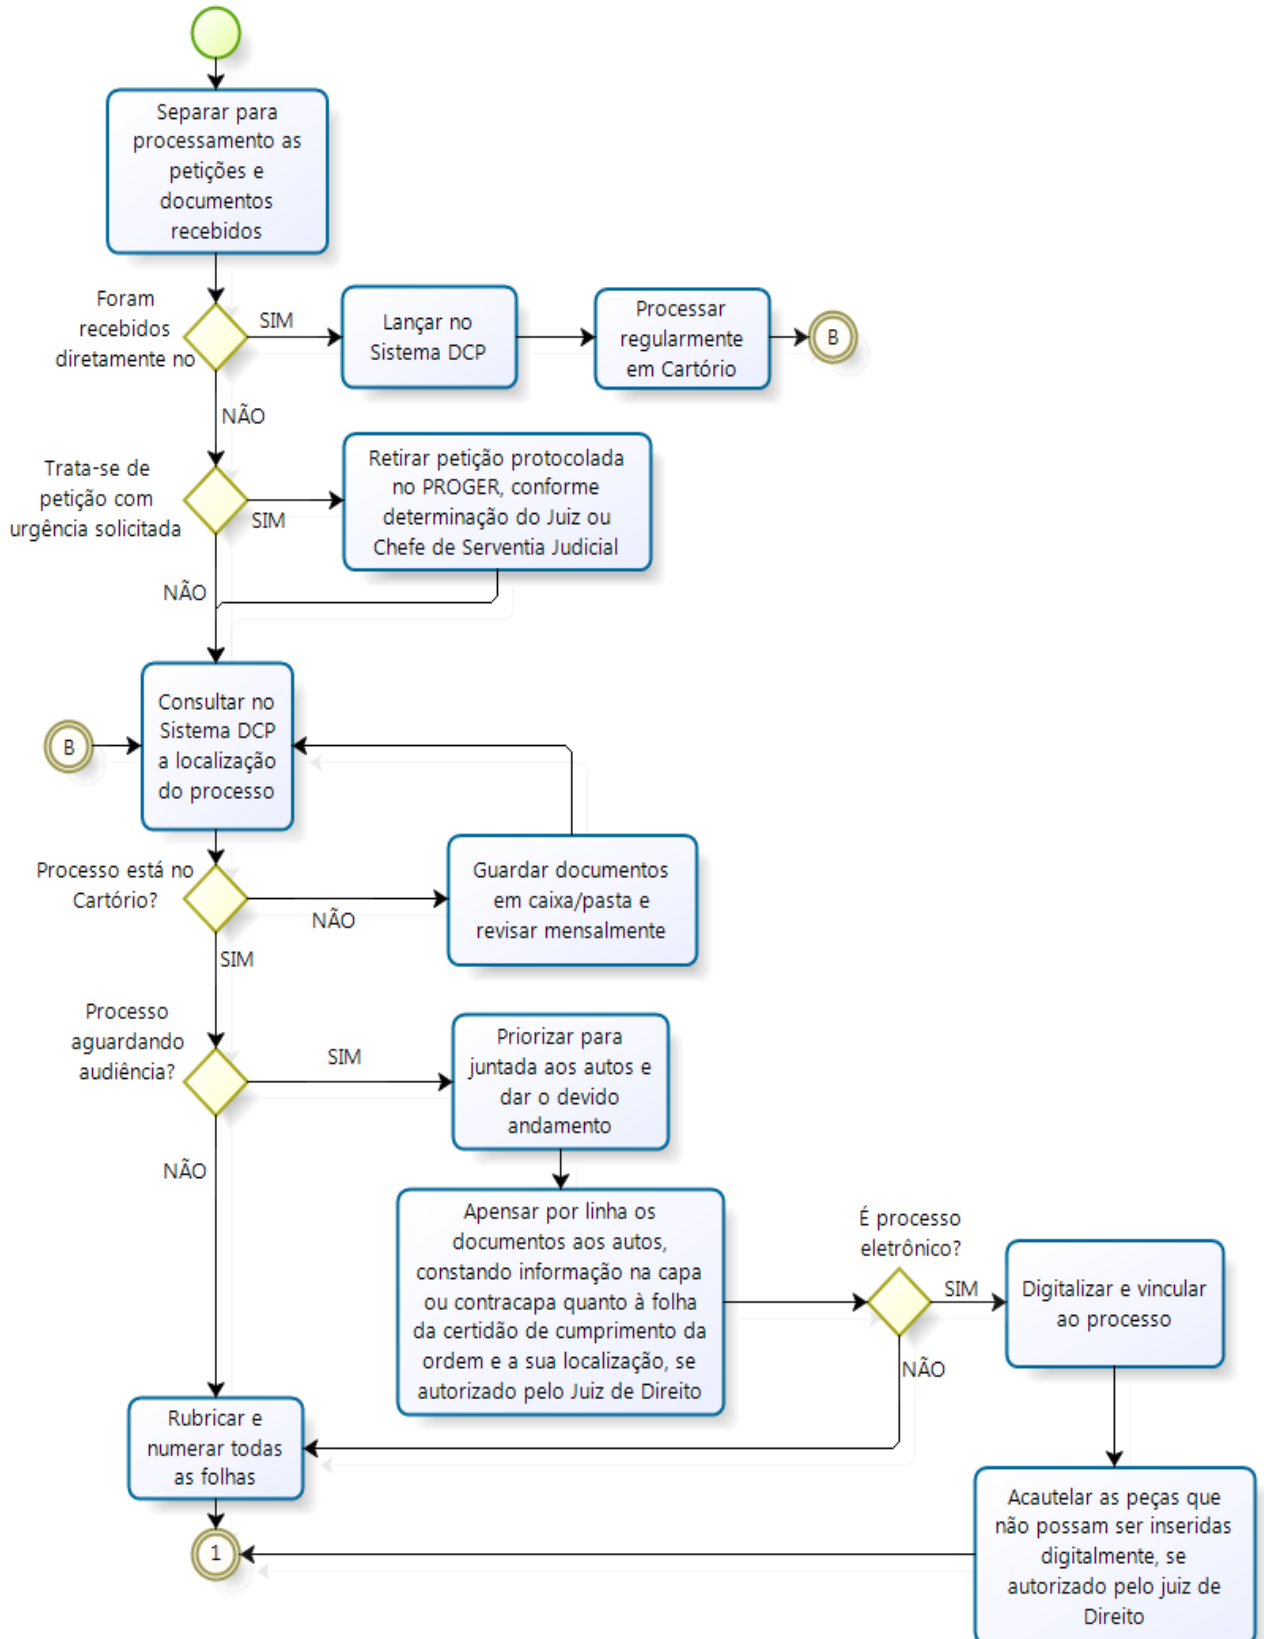 Separar para
processamento as
petições e
documentos
recebidos
Foram
recebidos
diretamente no
SIM
Lançar no
Sistema DCP
Processar
regularmente
em Cartório
B
NÃO
Trata-se de
petição com
urgência solicitada
SIM
Retirar petição protocolada
no PROGER, conforme
determinação do Juiz ou
Chefe de Serventia Judicial
NÃO
B
Consultar no
Sistema DCP
a localização
do processo
Processo está no
Cartório?
NÃO
Guardar documentos
em caixa/pasta e
revisar mensalmente
SIM
Processo
aguardando
audiência?
SIM
Priorizar para
juntada aos autos e
dar o devido
andamento
NÃO
Apensar por linha os
documentos aos autos,
constando informação na capa
ou contracapa quanto à folha
da certidão de cumprimento da
ordem e a sua localização, se
autorizado pelo Juiz de Direito
É processo
eletrônico?
SIM
Digitalizar e vincular
ao processo
NÃO
Rubricar e
numerar todas
as folhas
1
Acautelar as peças que
não possam ser inseridas
digitalmente, se
autorizado pelo juiz de
Direito